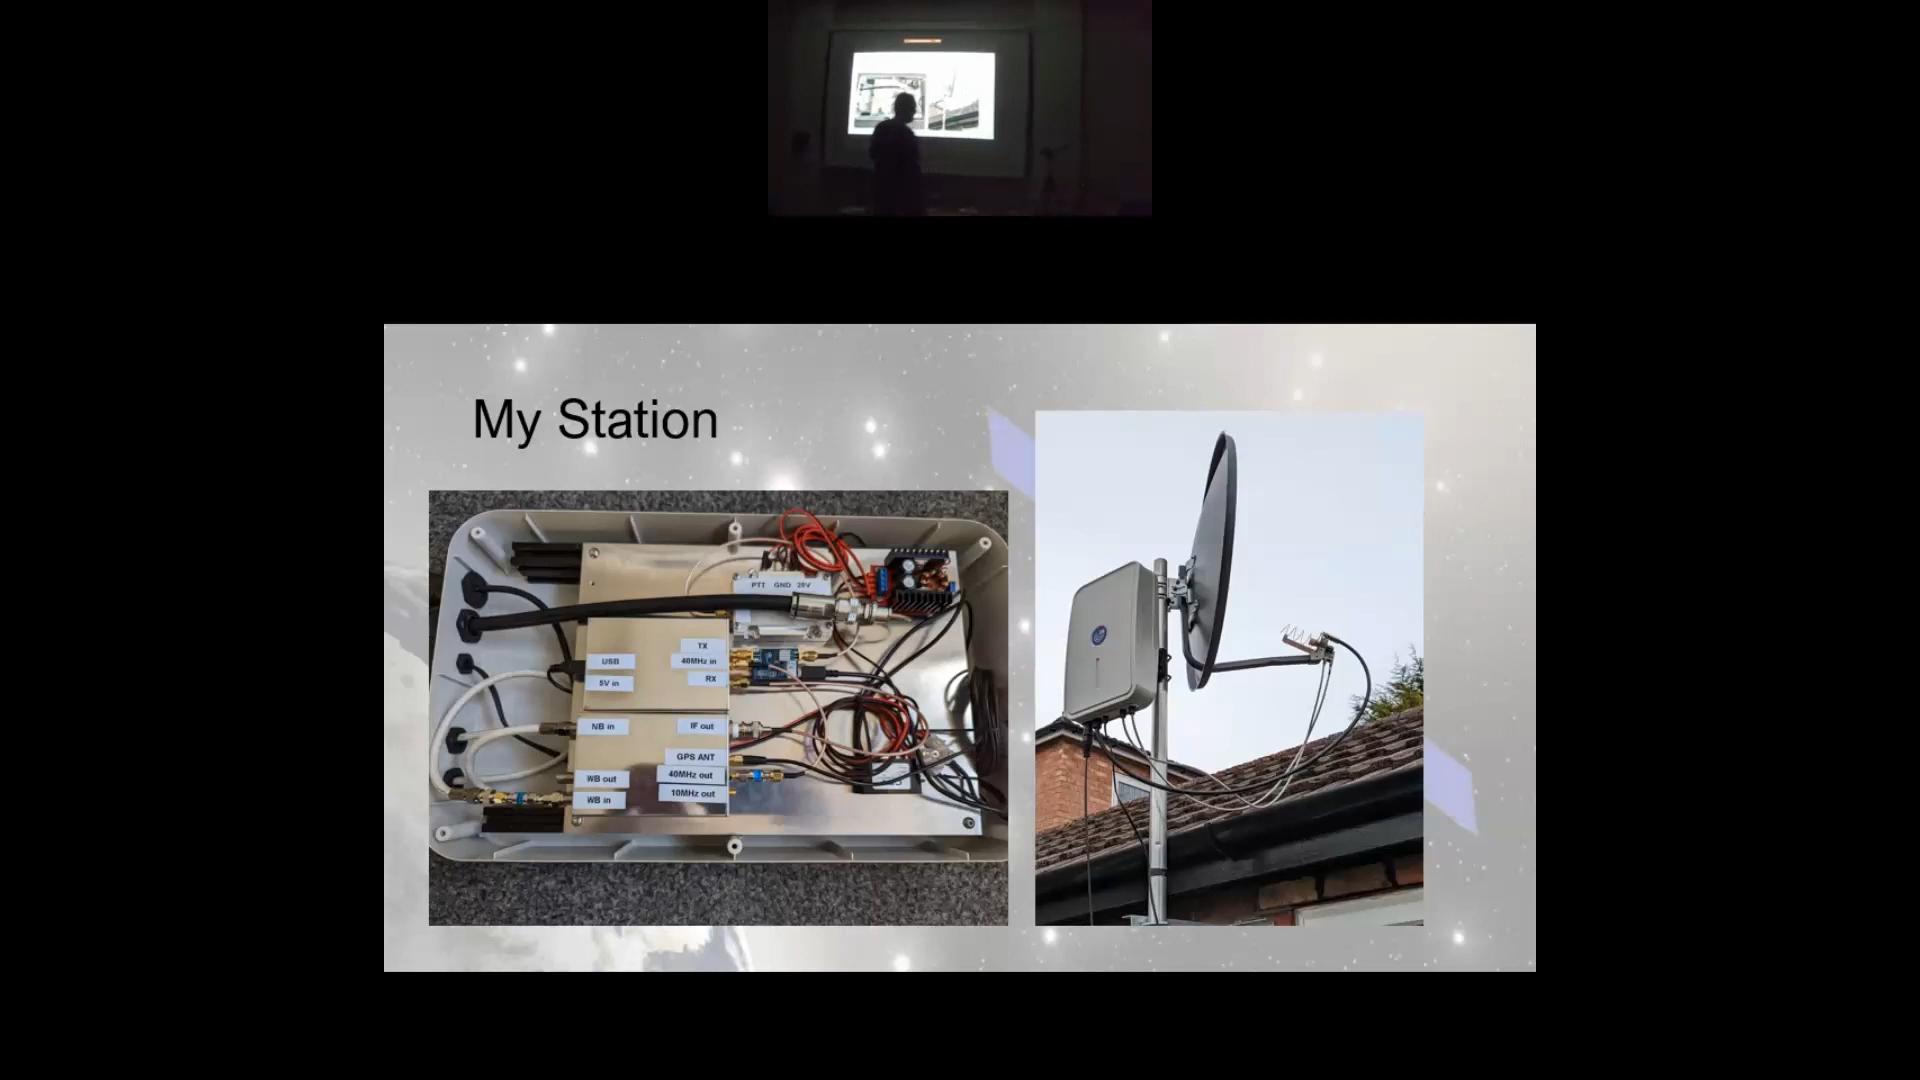 My Station
PTT GND 28V
TX
40MHz in
RX
USB
5V in
NB in
IF out
GPS ANT
40MHz out
10MHz out
WB out
WB in